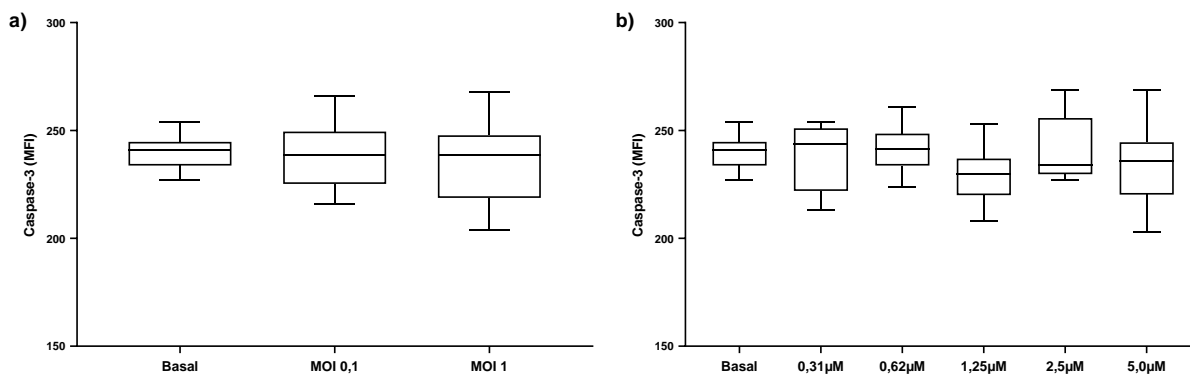 a)
Caspase-3 (MFI)
300
250
200
150
Basal
MOI 0,1
MOI 1
b)
Caspase-3 (MFI)
300
250
200
150
Basal
0,31µM
0,62µM
1,25µM
2,5µM
5,0µM